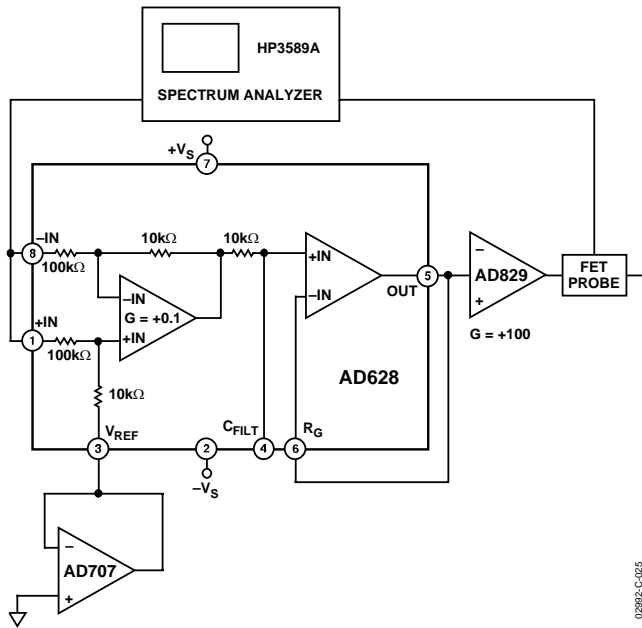 HP3589A
SPECTRUM ANALYZER
+VS
7
–IN
8
100kΩ
10kΩ
10kΩ
–IN
G = +0.1
+IN
+IN
–IN
OUT
5
–
AD829
+
G = +100
FET
PROBE
+IN
1
100kΩ
10kΩ
AD628
VREF
3
2
–VS
CFILT
4
RG
6
–
AD707
+
02992-C-025